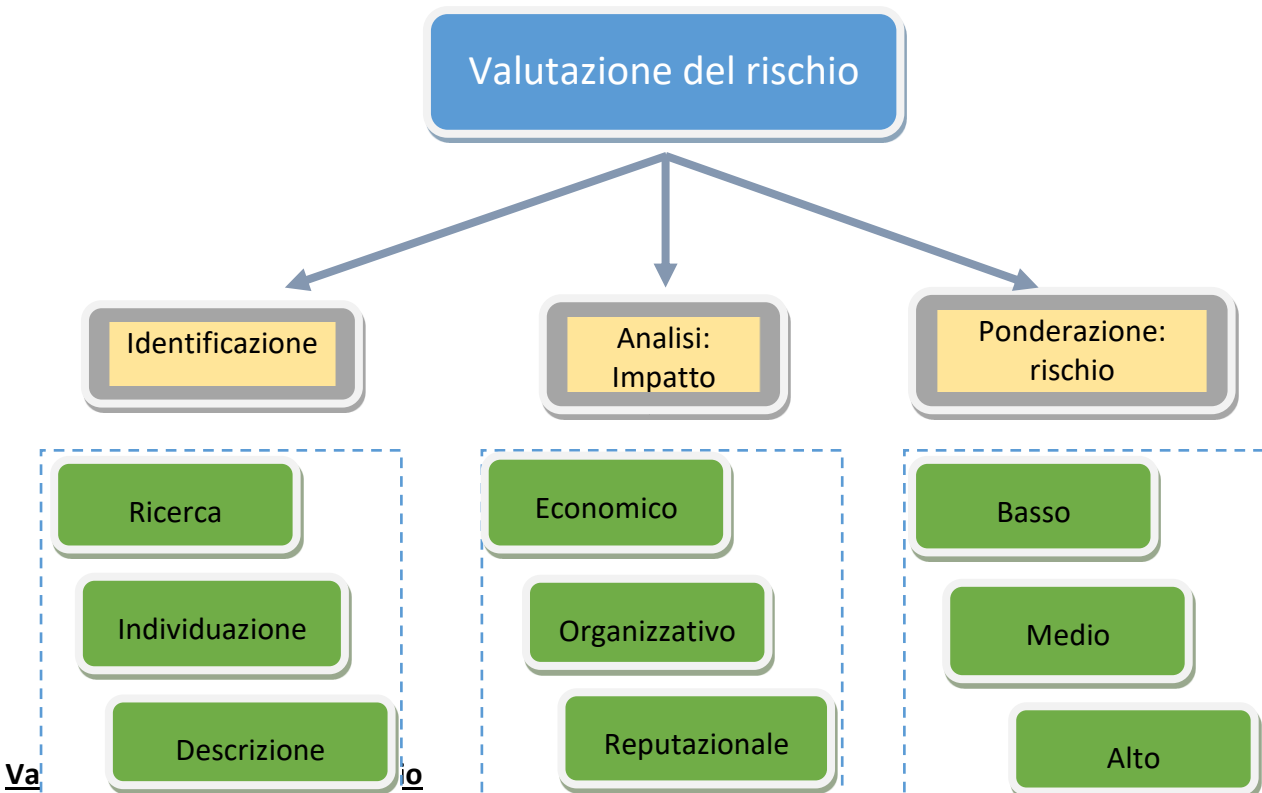 Valutazione del rischio
Identificazione
Analisi:
Impatto
Ponderazione:
rischio
Ricerca
Individuazione
Descrizione
Economico
Organizzativo
Reputazionale
Basso
Medio
Alto